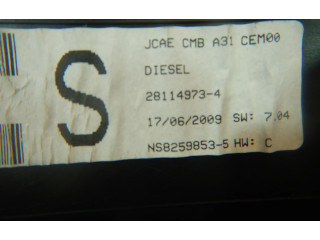 S
JCAE CMB A31 CEM00
DIESEL
28114973-4
17/06/2009 SW: 7.04
NS8259853-5 HW: C